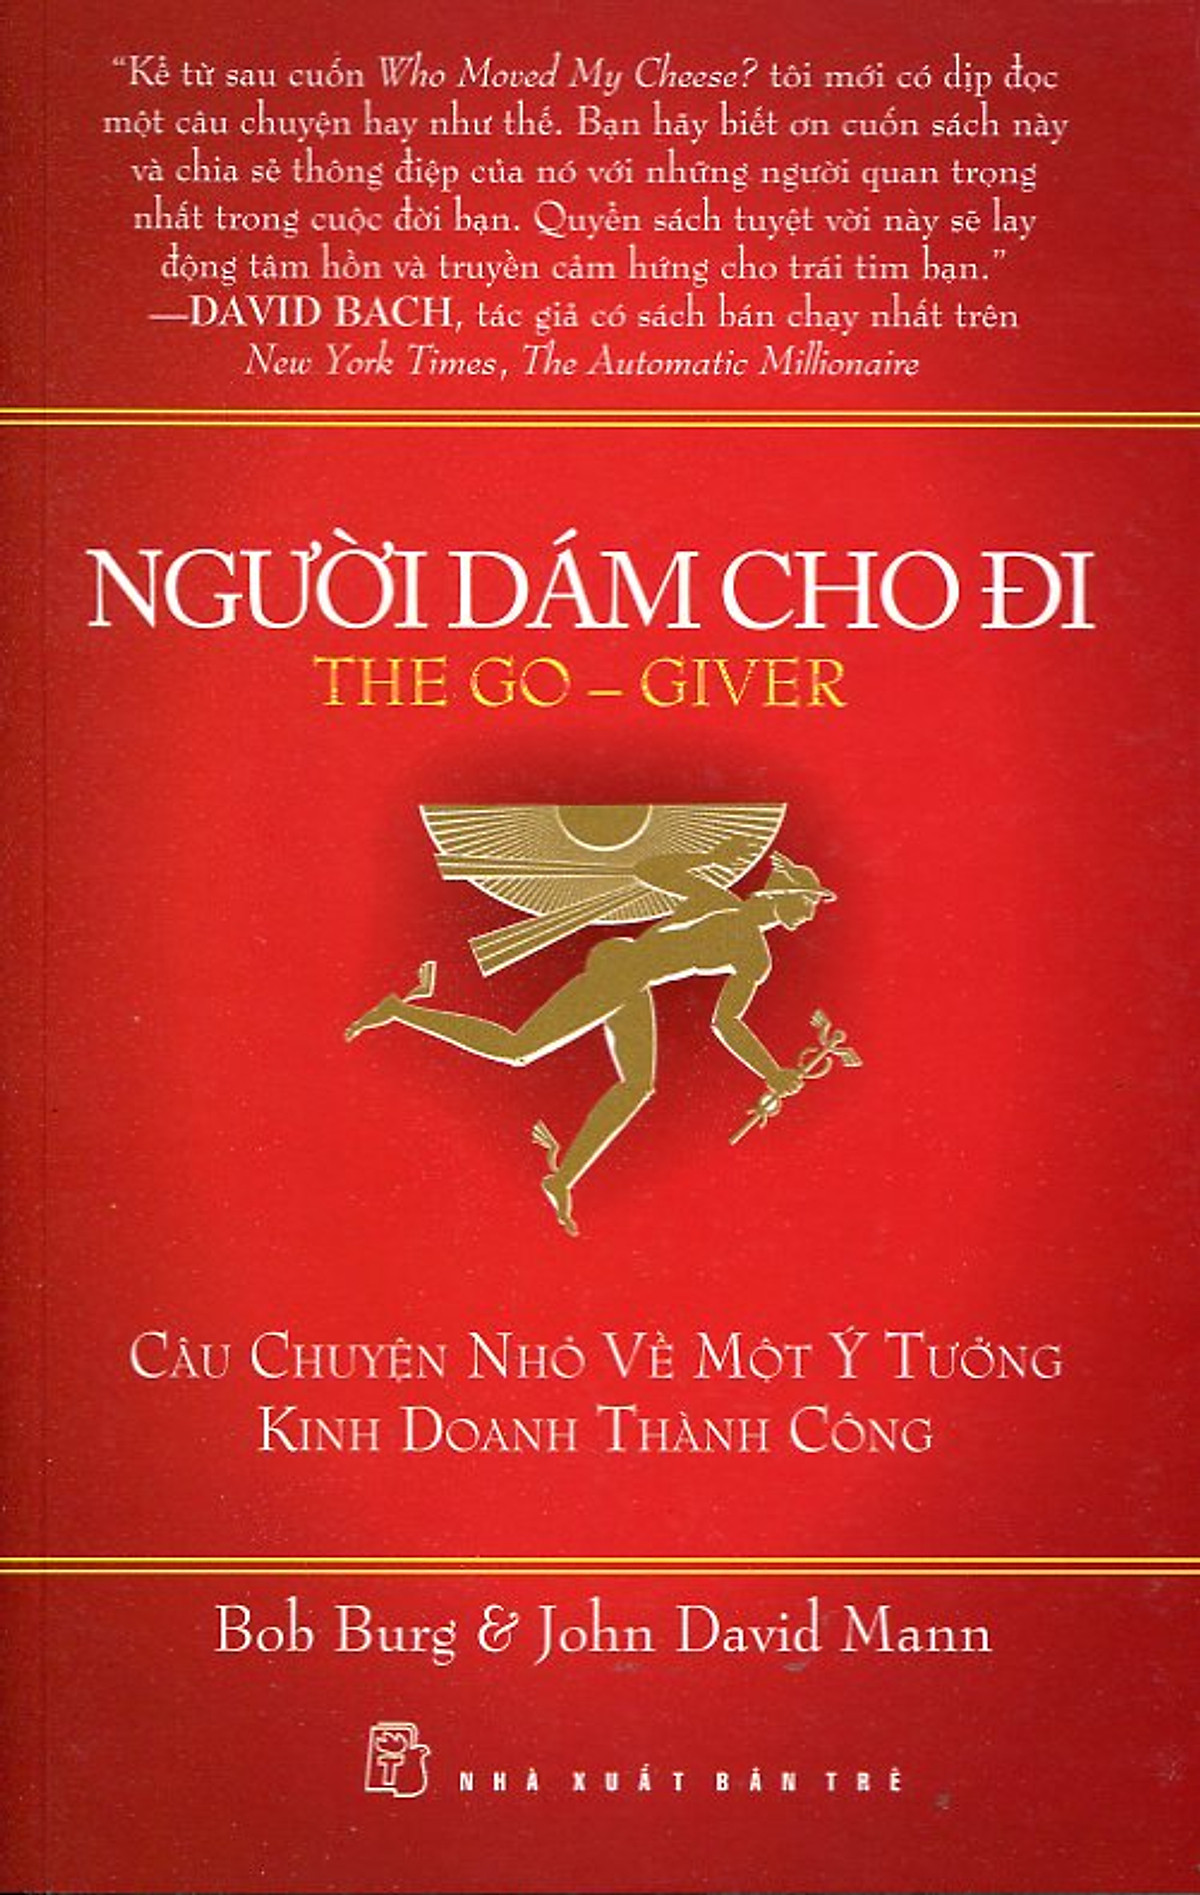 “Kể từ sau cuốn Who Moved My Cheese? tôi mới có dịp đọc
một câu chuyện hay như thế. Bạn hãy biết ơn cuốn sách này
và chia sẻ thông điệp của nó với những người quan trọng
nhất trong cuộc đời bạn. Quyển sách tuyệt vời này sẽ lay
động tâm hồn và truyền cảm hứng cho trái tim bạn.”
—DAVID BACH, tác giả có sách bán chạy nhất trên
New York Times, The Automatic Millionaire
NGƯỜI DÁM CHO ĐI
THE GO – GIVER
CÂU CHUYỆN NHỎ VỀ MỘT Ý TƯỞNG
KINH DOANH THÀNH CÔNG
Bob Burg & John David Mann
NHÀ XUẤT BẢN TRẺ